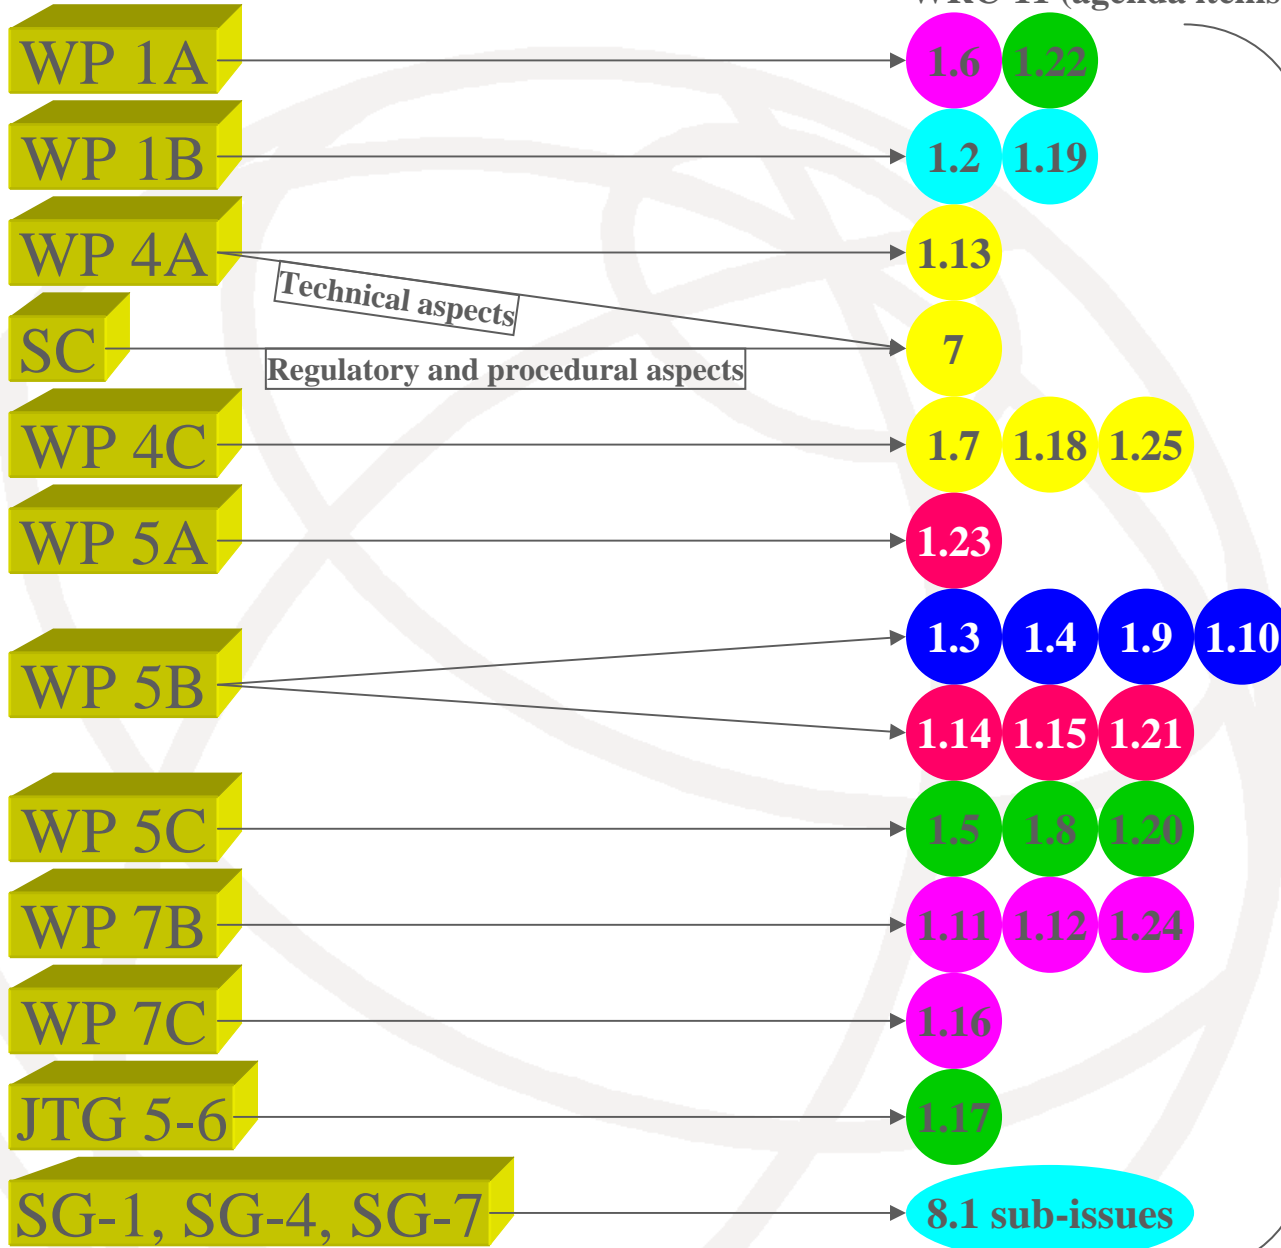 WRC-11 (agenda items
WP 1A 1.6 1.22
WP 1B 1.2 1.19
WP 4A 1.13
Technical aspects
SC 7
Regulatory and procedural aspects
WP 4C 1.7 1.18 1.25
WP 5A 1.23
1.3 1.4 1.9 1.10
WP 5B
1.14 1.15 1.21
WP 5C 1.5 1.8 1.20
WP 7B 1.11 1.12 1.24
WP 7C 1.16
JTG 5-6 1.17
SG-1, SG-4, SG-7 8.1 sub-issues